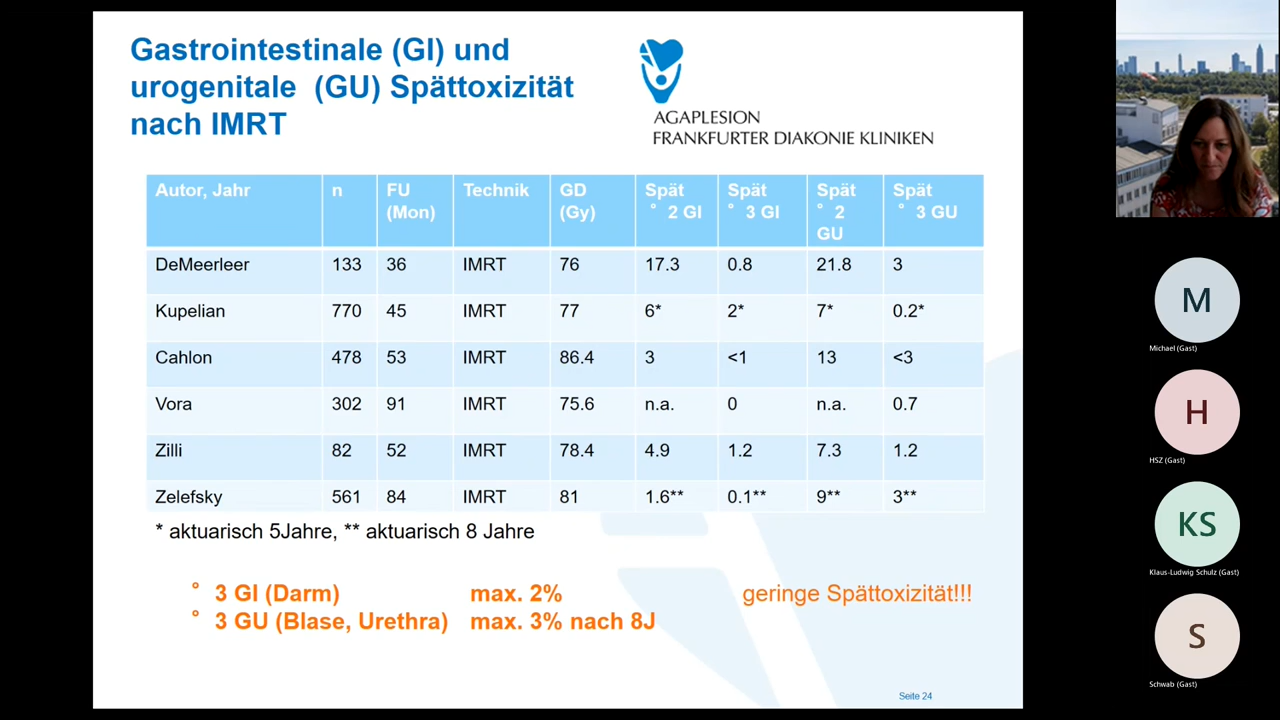 Gastrointestinale (GI) und
urogenitale (GU) Spättoxizität
nach IMRT
AGAPLESION
FRANKFURTER DIAKONIE KLINIKEN
Autor, Jahr n FU (Mon) Technik GD (Gy) Spät ° 2 GI Spät ° 3 GI Spät ° 2 GU Spät ° 3 GU
DeMeerleer 133 36 IMRT 76 17.3 0.8 21.8 3
Kupelian 770 45 IMRT 77 6* 2* 7* 0.2*
Cahlon 478 53 IMRT 86.4 3 <1 13 <3
Vora 302 91 IMRT 75.6 n.a. 0 n.a. 0.7
Zilli 82 52 IMRT 78.4 4.9 1.2 7.3 1.2
Zelefsky 561 84 IMRT 81 1.6** 0.1** 9** 3**
* aktuarisch 5Jahre, ** aktuarisch 8 Jahre
° 3 GI (Darm) max. 2% geringe Spättoxizität!!!
° 3 GU (Blase, Urethra) max. 3% nach 8J
Seite 24
M
Michael (Gast)
H
HSZ (Gast)
KS
Klaus-Ludwig Schulz (Gast)
S
Schwab (Gast)